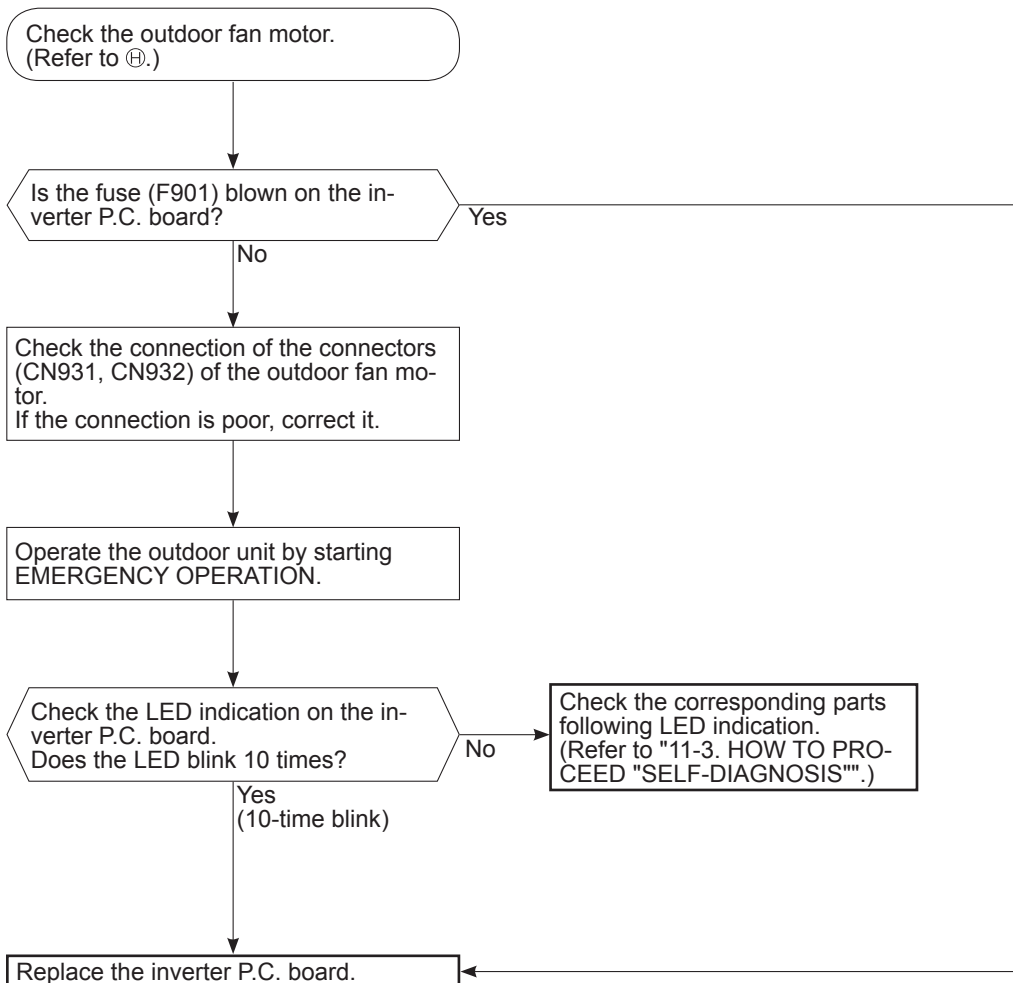 Check the outdoor fan motor.
(Refer to Ⓗ.)
Is the fuse (F901) blown on the in-
verter P.C. board?
Yes
No
Check the connection of the connectors
(CN931, CN932) of the outdoor fan mo-
tor.
If the connection is poor, correct it.
Operate the outdoor unit by starting
EMERGENCY OPERATION.
Check the LED indication on the in-
verter P.C. board.
Does the LED blink 10 times?
No
Check the corresponding parts
following LED indication.
(Refer to "11-3. HOW TO PRO-
CEED "SELF-DIAGNOSIS"".)
Yes
(10-time blink)
Replace the inverter P.C. board.